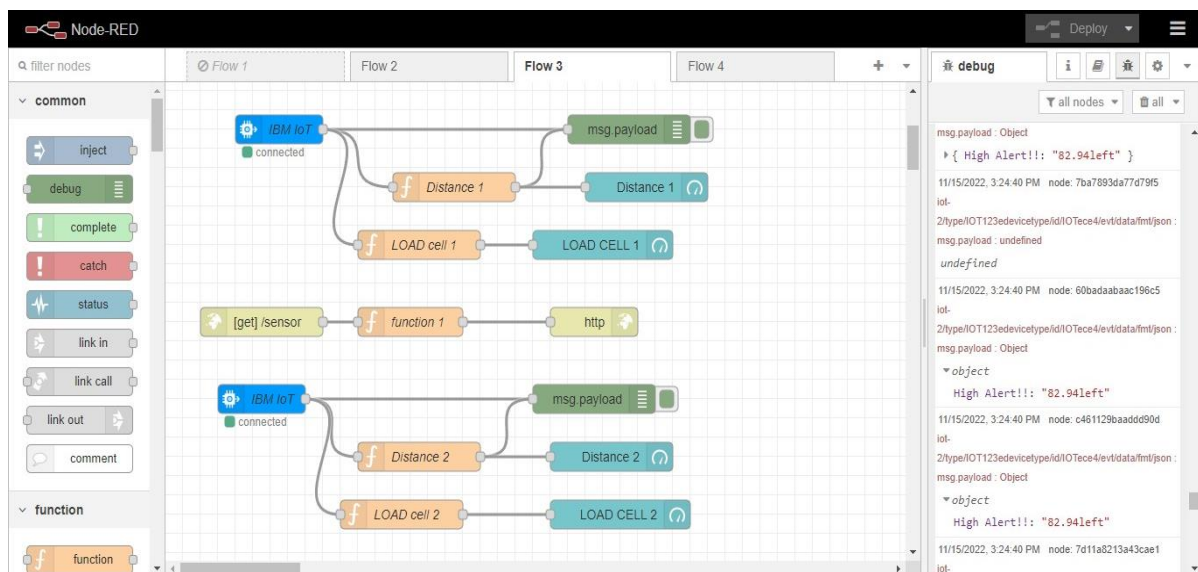 Node-RED
Deploy
filter nodes
Flow 1
Flow 2
Flow 3
Flow 4
debug
i
all nodes
all
common
inject
debug
complete
catch
status
link in
link call
link out
comment
function
function
IBM IoT
connected
msg.payload
Distance 1
Distance 1
LOAD cell 1
LOAD CELL 1
[get] /sensor
function 1
http
IBM IoT
connected
msg.payload
Distance 2
Distance 2
LOAD cell 2
LOAD CELL 2
msg.payload : Object
{ High Alert!!: "82.94left" }
11/15/2022, 3:24:40 PM node: 7ba7893da77d79f5
iot-
2/type/IOT123edevicetype/id/IOTece4/evt/data/fmt/json :
msg.payload : undefined
undefined
11/15/2022, 3:24:40 PM node: 60badaabaac196c5
iot-
2/type/IOT123edevicetype/id/IOTece4/evt/data/fmt/json :
msg.payload : Object
object
High Alert!!: "82.94left"
11/15/2022, 3:24:40 PM node: c461129baaddd90d
iot-
2/type/IOT123edevicetype/id/IOTece4/evt/data/fmt/json :
msg.payload : Object
object
High Alert!!: "82.94left"
11/15/2022, 3:24:40 PM node: 7d11a8213a43cae1
iot-